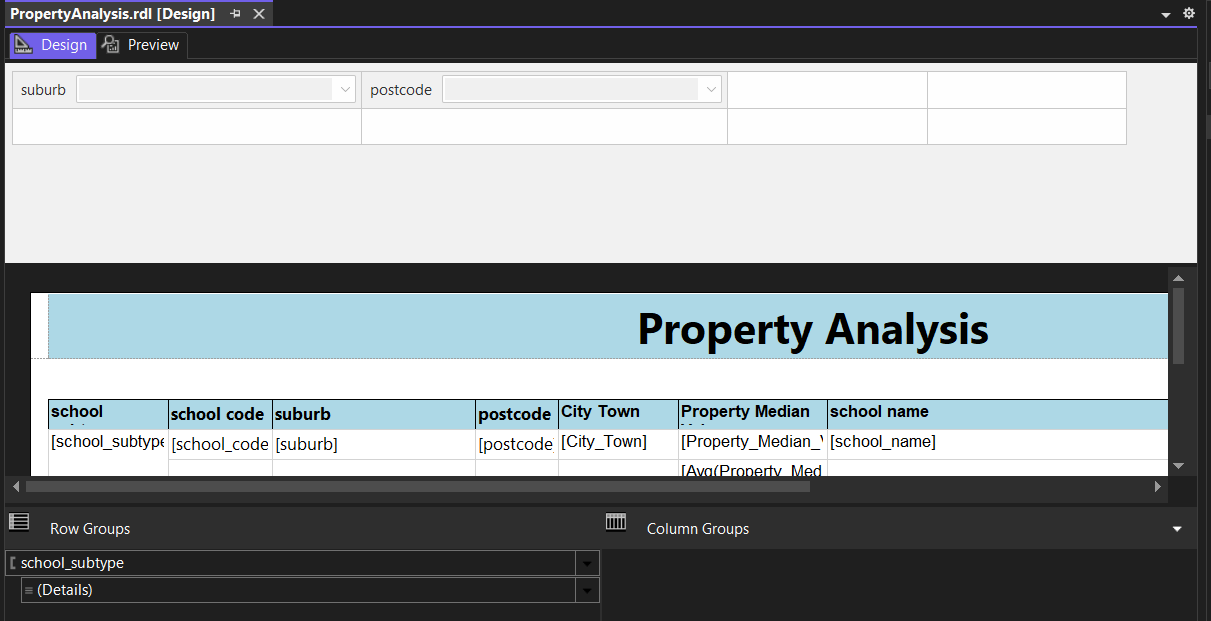 PropertyAnalysis.rdl [Design]
Design Preview
suburb postcode
Property Analysis
school school code suburb postcode City Town Property Median school name
[school_subtype [school_code [suburb] [postcode [City_Town] [Property_Median_ [school_name]
[Avg(Property_Med
Row Groups Column Groups
school_subtype
(Details)